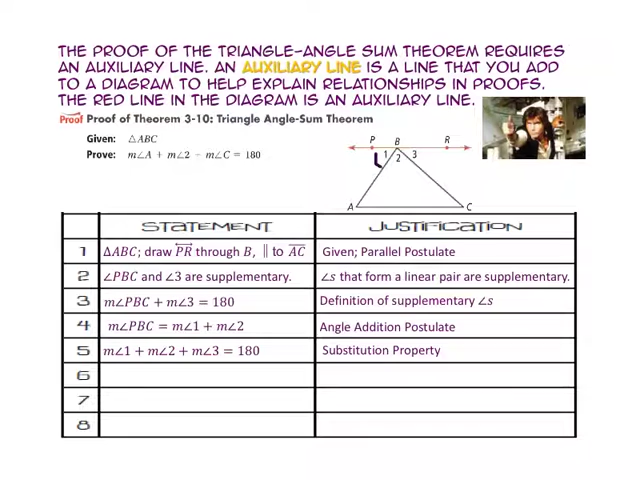 THE PROOF OF THE TRIANGLE-ANGLE SUM THEOREM REQUIRES
AN AUXILIARY LINE. AN AUXILIARY LINE IS A LINE THAT YOU ADD
TO A DIAGRAM TO HELP EXPLAIN RELATIONSHIPS IN PROOFS.
THE RED LINE IN THE DIAGRAM IS AN AUXILIARY LINE.
Proof Proof of Theorem 3-10: Triangle Angle-Sum Theorem
Given: △ABC
Prove: m∠A + m∠2 − m∠C = 180
P B R
1 2 3
A C
STATEMENT JUSTIFICATION
1 ΔABC; draw PR through B, ∥ to AC Given; Parallel Postulate
2 ∠PBC and ∠3 are supplementary. ∠s that form a linear pair are supplementary.
3 m∠PBC + m∠3 = 180 Definition of supplementary ∠s
4 m∠PBC = m∠1 + m∠2 Angle Addition Postulate
5 m∠1 + m∠2 + m∠3 = 180 Substitution Property
6
7
8